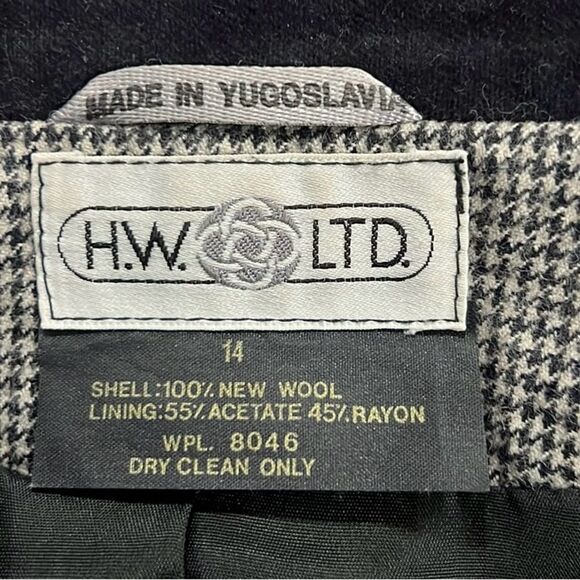 MADE IN YUGOSLAVIA
H.W. LTD.
14
SHELL:100% NEW WOOL
LINING:55% ACETATE 45% RAYON
WPL. 8046
DRY CLEAN ONLY